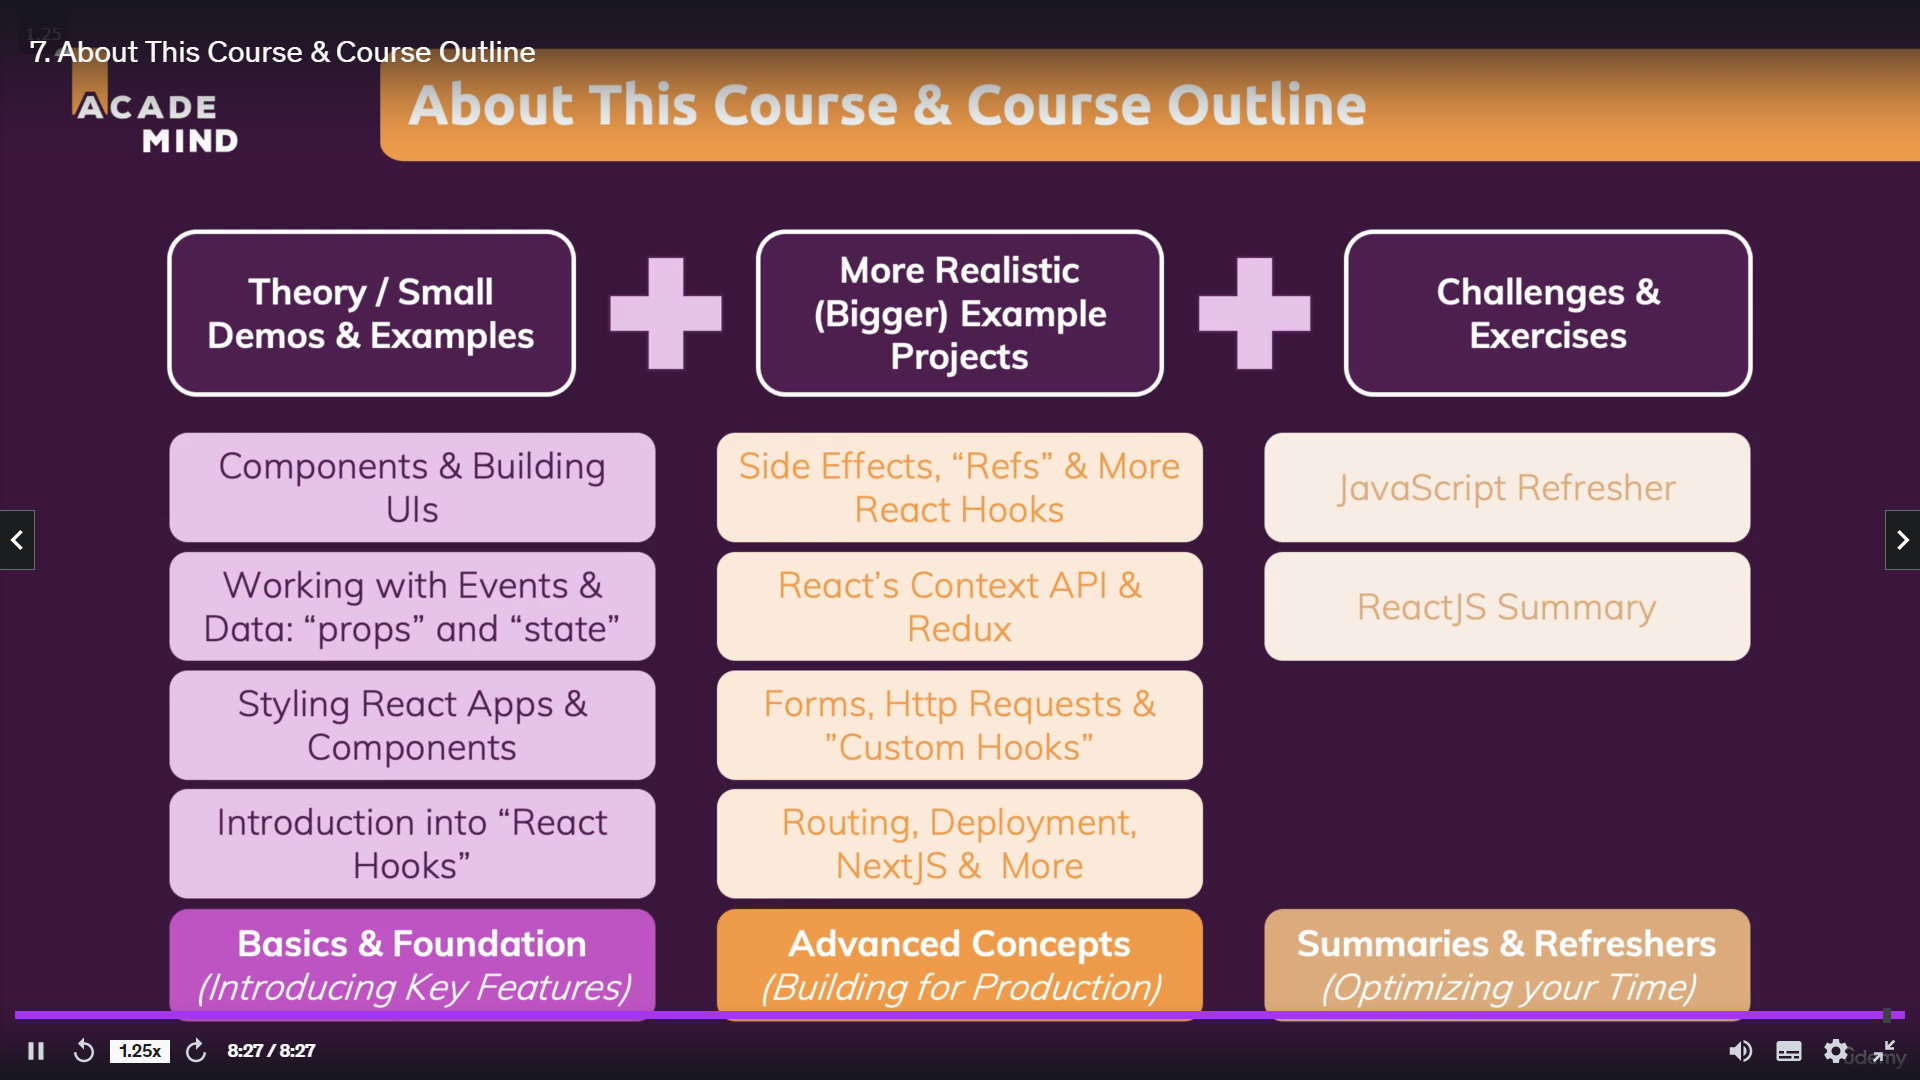 1.25
7. About This Course & Course Outline
ACADE
MIND
About This Course & Course Outline
Theory / Small
Demos & Examples
More Realistic
(Bigger) Example
Projects
Challenges &
Exercises
Components & Building
UIs
Side Effects, “Refs” & More
React Hooks
JavaScript Refresher
Working with Events &
Data: “props” and “state”
React’s Context API &
Redux
ReactJS Summary
Styling React Apps &
Components
Forms, Http Requests &
”Custom Hooks”
Introduction into “React
Hooks”
Routing, Deployment,
NextJS &  More
Basics & Foundation
(Introducing Key Features)
Advanced Concepts
(Building for Production)
Summaries & Refreshers
(Optimizing your Time)
1.25x
8:27 / 8:27
Udemy